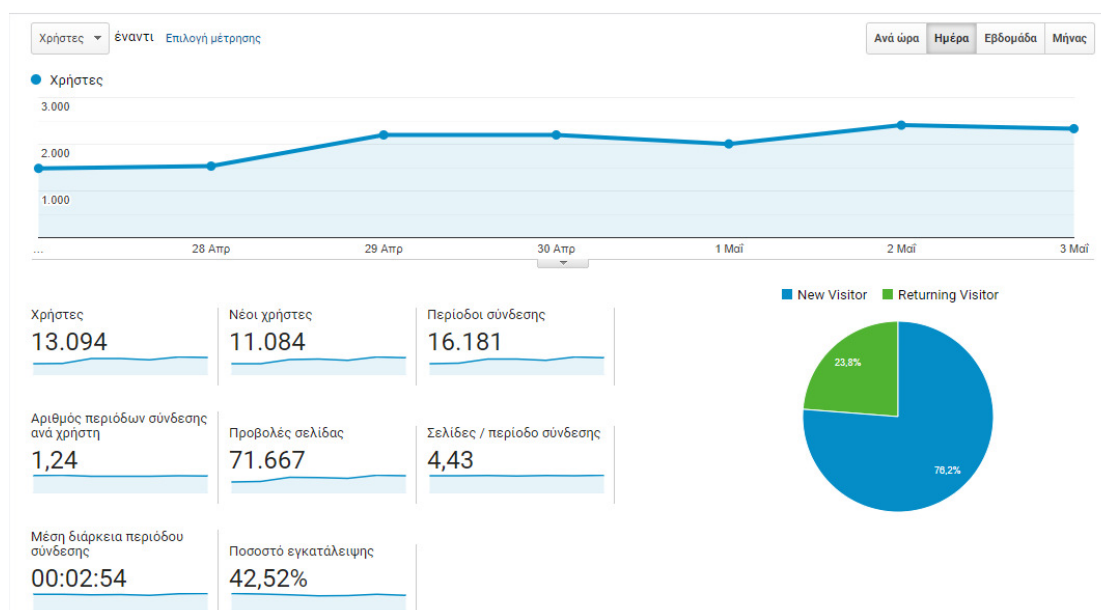 Χρήστες έναντι Επιλογή μέτρησης
Ανά ώρα Ημέρα Εβδομάδα Μήνας
Χρήστες
3.000
2.000
1.000
... 28 Απρ 29 Απρ 30 Απρ 1 Μαΐ 2 Μαΐ 3 Μαΐ
New Visitor Returning Visitor
Χρήστες
13.094
Νέοι χρήστες
11.084
Περίοδοι σύνδεσης
16.181
Αριθμός περιόδων σύνδεσης
ανά χρήστη
1,24
Προβολές σελίδας
71.667
Σελίδες / περίοδο σύνδεσης
4,43
Μέση διάρκεια περιόδου
σύνδεσης
00:02:54
Ποσοστό εγκατάλειψης
42,52%
23,8%
76,2%